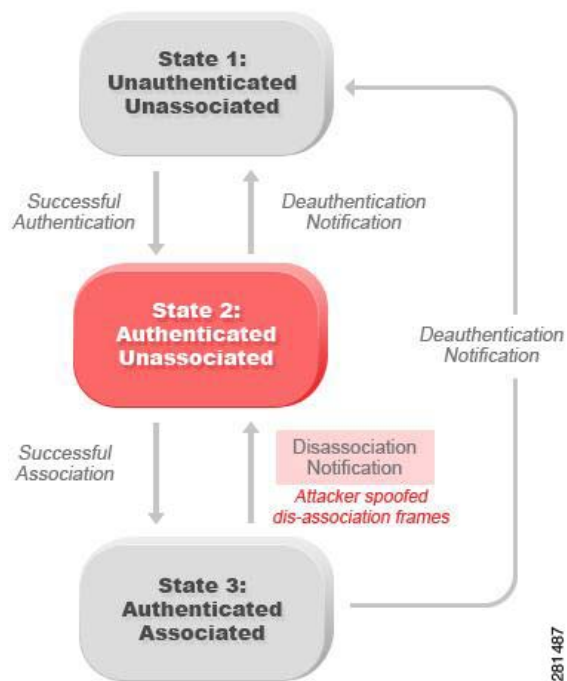 State 1:
Unauthenticated
Unassociated
Successful
Authentication
Deauthentication
Notification
State 2:
Authenticated
Unassociated
Deauthentication
Notification
Successful
Association
Disassociation
Notification
Attacker spoofed
dis-association frames
State 3:
Authenticated
Associated
281487